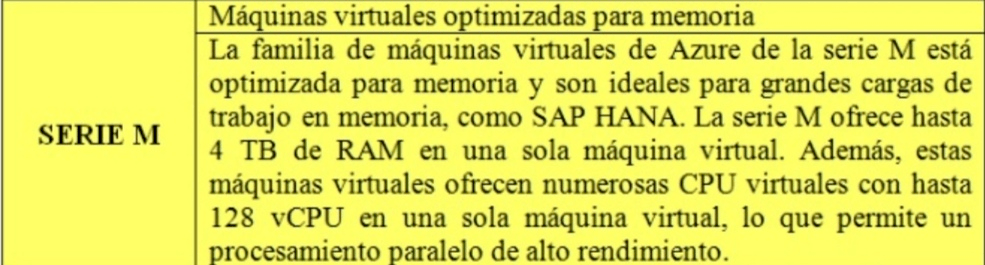 Máquinas virtuales optimizadas para memoria
La familia de máquinas virtuales de Azure de la serie M está
optimizada para memoria y son ideales para grandes cargas de
trabajo en memoria, como SAP HANA. La serie M ofrece hasta
SERIE M
4 TB de RAM en una sola máquina virtual. Además, estas
máquinas virtuales ofrecen numerosas CPU virtuales con hasta
128 vCPU en una sola máquina virtual, lo que permite un
procesamiento paralelo de alto rendimiento.